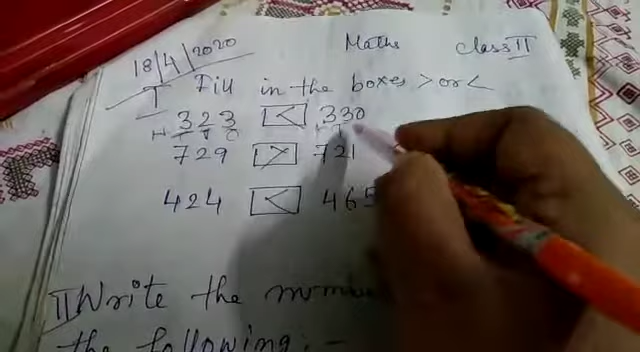 18/4/2020 Maths Class II
I Fill in the boxes > or <
323 < 330
H T O
729 > 721
424 < 465
II Write the
the following:-